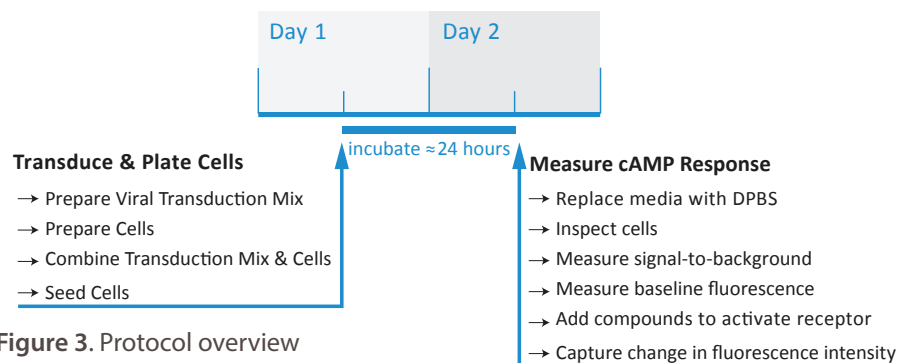 Day 1
Day 2
incubate ≈24 hours
Transduce & Plate Cells
→ Prepare Viral Transduction Mix
→ Prepare Cells
→ Combine Transduction Mix & Cells
→ Seed Cells
Measure cAMP Response
→ Replace media with DPBS
→ Inspect cells
→ Measure signal-to-background
→ Measure baseline fluorescence
→ Add compounds to activate receptor
→ Capture change in fluorescence intensity
Figure 3. Protocol overview